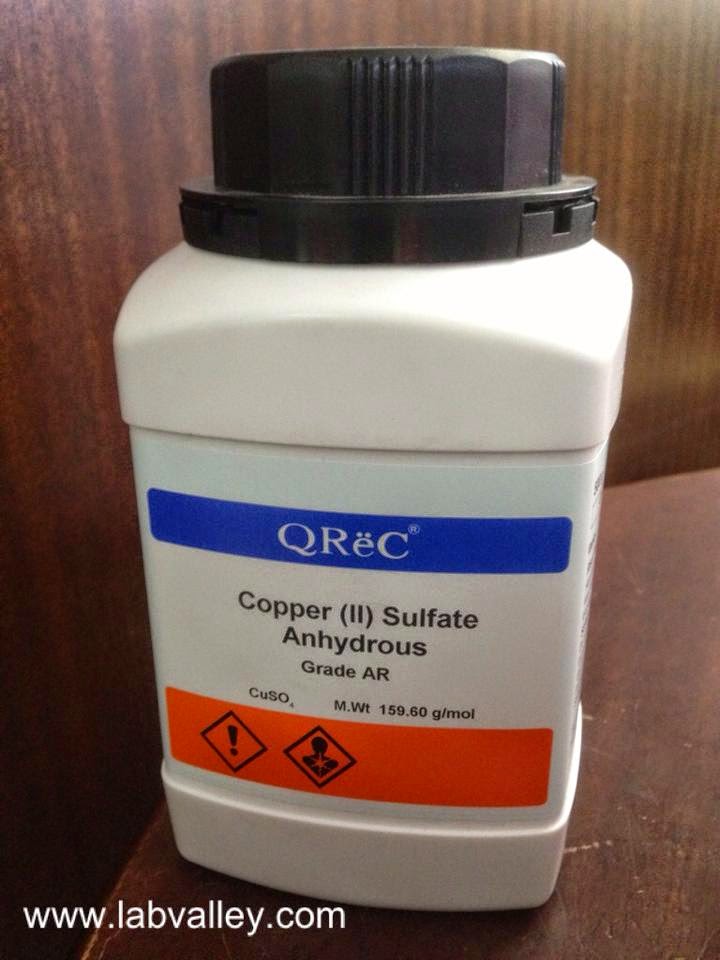 QRëC®
Copper (II) Sulfate
Anhydrous
Grade AR
CuSO₄ M.Wt 159.60 g/mol
www.labvalley.com